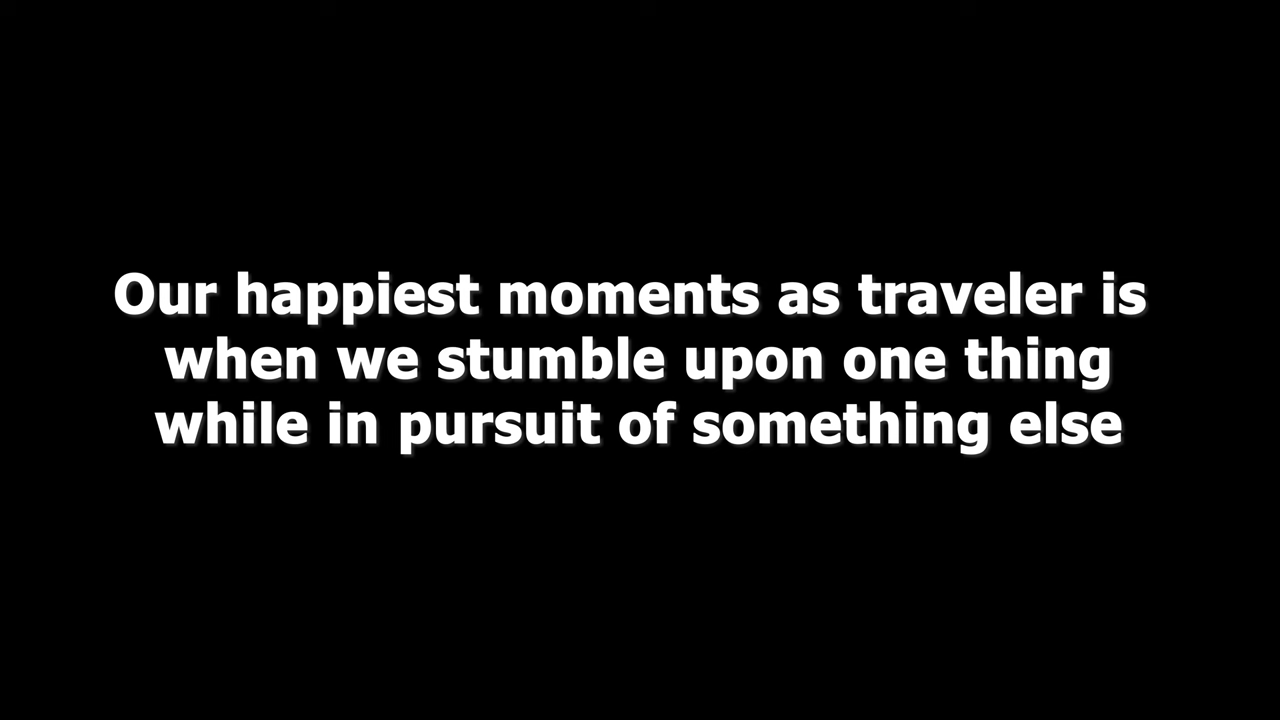 Our happiest moments as traveler is
when we stumble upon one thing
while in pursuit of something else